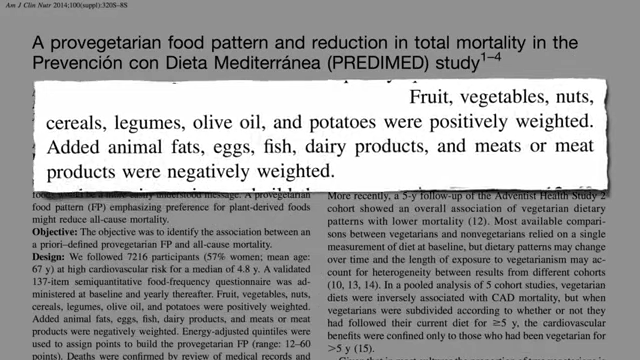 Am J Clin Nutr 2014;100(suppl):320S–8S
A provegetarian food pattern and reduction in total mortality in the
Prevención con Dieta Mediterránea (PREDIMED) study1–4
Fruit, vegetables, nuts,
cereals, legumes, olive oil, and potatoes were positively weighted.
Added animal fats, eggs, fish, dairy products, and meats or meat
products were negatively weighted.
food pattern (FP) emphasizing preference for plant-derived foods
might reduce all-cause mortality.
Objective: The objective was to identify the association between an
a priori–defined provegetarian FP and all-cause mortality.
Design: We followed 7216 participants (57% women; mean age:
67 y) at high cardiovascular risk for a median of 4.8 y. A validated
137-item semiquantitative food-frequency questionnaire was ad-
ministered at baseline and yearly thereafter. Fruit, vegetables, nuts,
cereals, legumes, olive oil, and potatoes were positively weighted.
Added animal fats, eggs, fish, dairy products, and meats or meat
products were negatively weighted. Energy-adjusted quintiles were
used to assign points to build the provegetarian FP (range: 12–60
points). Deaths were confirmed by review of medical records and
More recently, a 5-y follow-up of the Adventist Health Study 2
cohort showed an overall association of vegetarian dietary
patterns with lower mortality (12). Most available compari-
sons between vegetarians and nonvegetarians relied on a single
measurement of diet at baseline, but dietary patterns may change
over time and the length of exposure to vegetarianism may ac-
count for heterogeneity between results from different cohorts
(10, 13, 14). In a pooled analysis of 5 cohort studies, vegetarian
diets were inversely associated with CAD mortality, but when
vegetarians were subdivided according to whether or not they
had followed their current diet for ≥5 y, the cardiovascular
benefits were confined only to those who had been vegetarian for
>5 y (15).